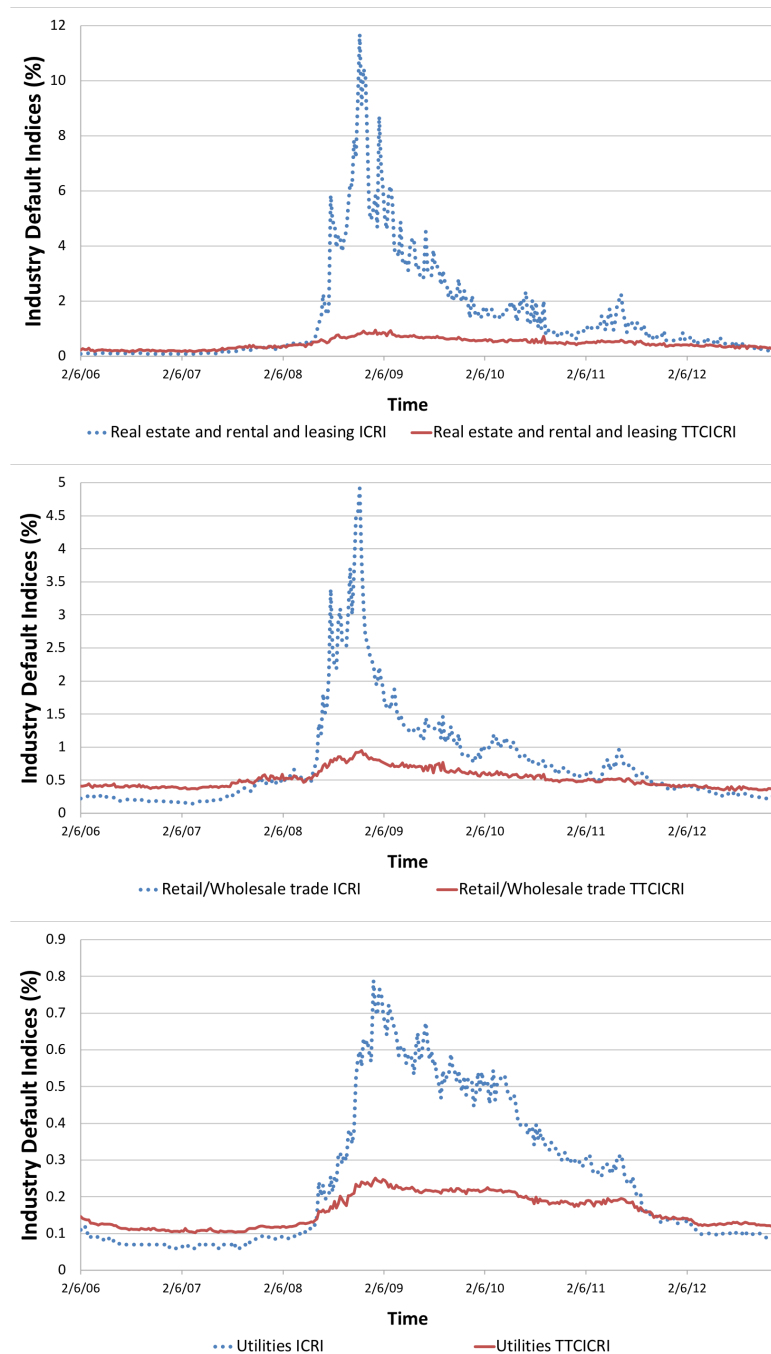 Industry Default Indices (%)
12
10
8
6
4
2
0
2/6/06 2/6/07 2/6/08 2/6/09 2/6/10 2/6/11 2/6/12
Time
Real estate and rental and leasing ICRI Real estate and rental and leasing TTCICRI
Industry Default Indices (%)
5
4.5
4
3.5
3
2.5
2
1.5
1
0.5
0
2/6/06 2/6/07 2/6/08 2/6/09 2/6/10 2/6/11 2/6/12
Time
Retail/Wholesale trade ICRI Retail/Wholesale trade TTCICRI
Industry Default Indices (%)
0.9
0.8
0.7
0.6
0.5
0.4
0.3
0.2
0.1
0
2/6/06 2/6/07 2/6/08 2/6/09 2/6/10 2/6/11 2/6/12
Time
Utilities ICRI Utilities TTCICRI